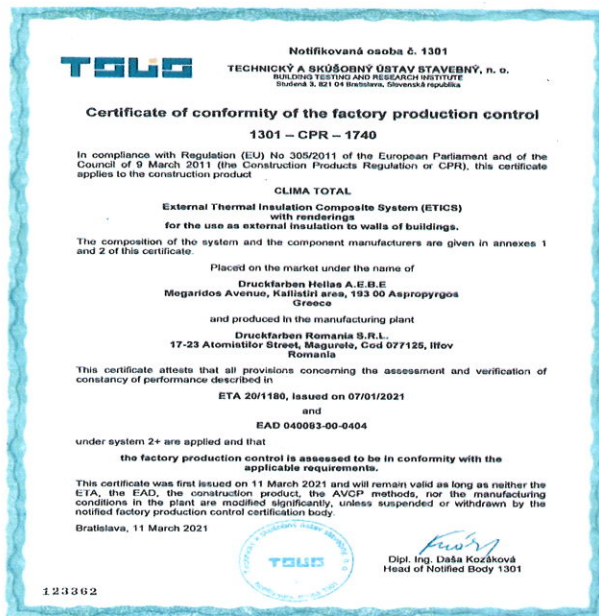 TSUS
Notifikovaná osoba č. 1301
TECHNICKÝ A SKÚŠOBNÝ ÚSTAV STAVEBNÝ, n. o.
BUILDING TESTING AND RESEARCH INSTITUTE
Studená 3, 821 04 Bratislava, Slovenská republika
Certificate of conformity of the factory production control
1301 – CPR – 1740
In compliance with Regulation (EU) No 305/2011 of the European Parliament and of the
Council of 9 March 2011 (the Construction Products Regulation or CPR), this certificate
applies to the construction product
CLIMA TOTAL
External Thermal Insulation Composite System (ETICS)
with renderings
for the use as external insulation to walls of buildings.
The composition of the system and the component manufacturers are given in annexes 1
and 2 of this certificate.
Placed on the market under the name of
Druckfarben Hellas A.E.B.E
Megaridos Avenue, Kallistiri area, 193 00 Aspropyrgos
Greece
and produced in the manufacturing plant
Druckfarben Romania S.R.L.
17-23 Atomistilor Street, Magurele, Cod 077125, Ilfov
Romania
This certificate attests that all provisions concerning the assessment and verification of
constancy of performance described in
ETA 20/1180, issued on 07/01/2021
and
EAD 040083-00-0404
under system 2+ are applied and that
the factory production control is assessed to be in conformity with the
applicable requirements.
This certificate was first issued on 11 March 2021 and will remain valid as long as neither the
ETA, the EAD, the construction product, the AVCP methods, nor the manufacturing
conditions in the plant are modified significantly, unless suspended or withdrawn by the
notified factory production control certification body.
Bratislava, 11 March 2021
TSUS
Dipl. Ing. Daša Kozáková
Head of Notified Body 1301
123362